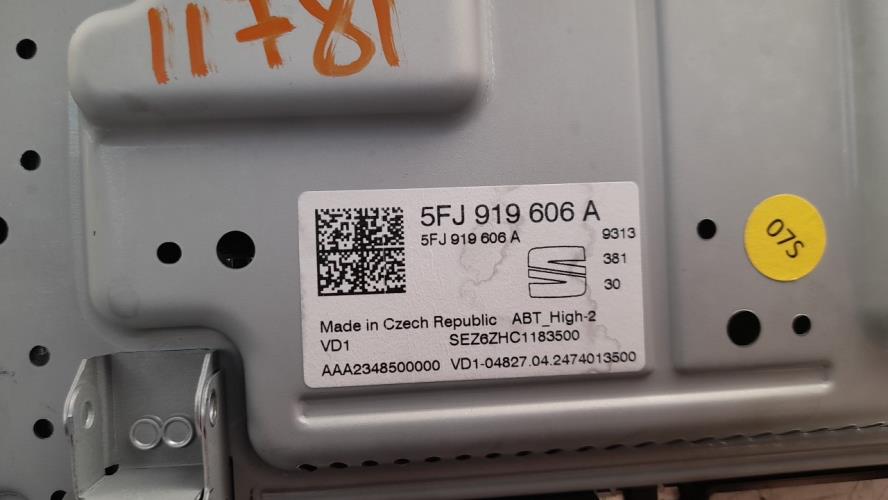 11781
5FJ 919 606 A
5FJ 919 606 A
9313
381
30
Made in Czech Republic ABT_High-2
VD1 SEZ6ZHC1183500
AAA2348500000 VD1-04827.04.2474013500
07S